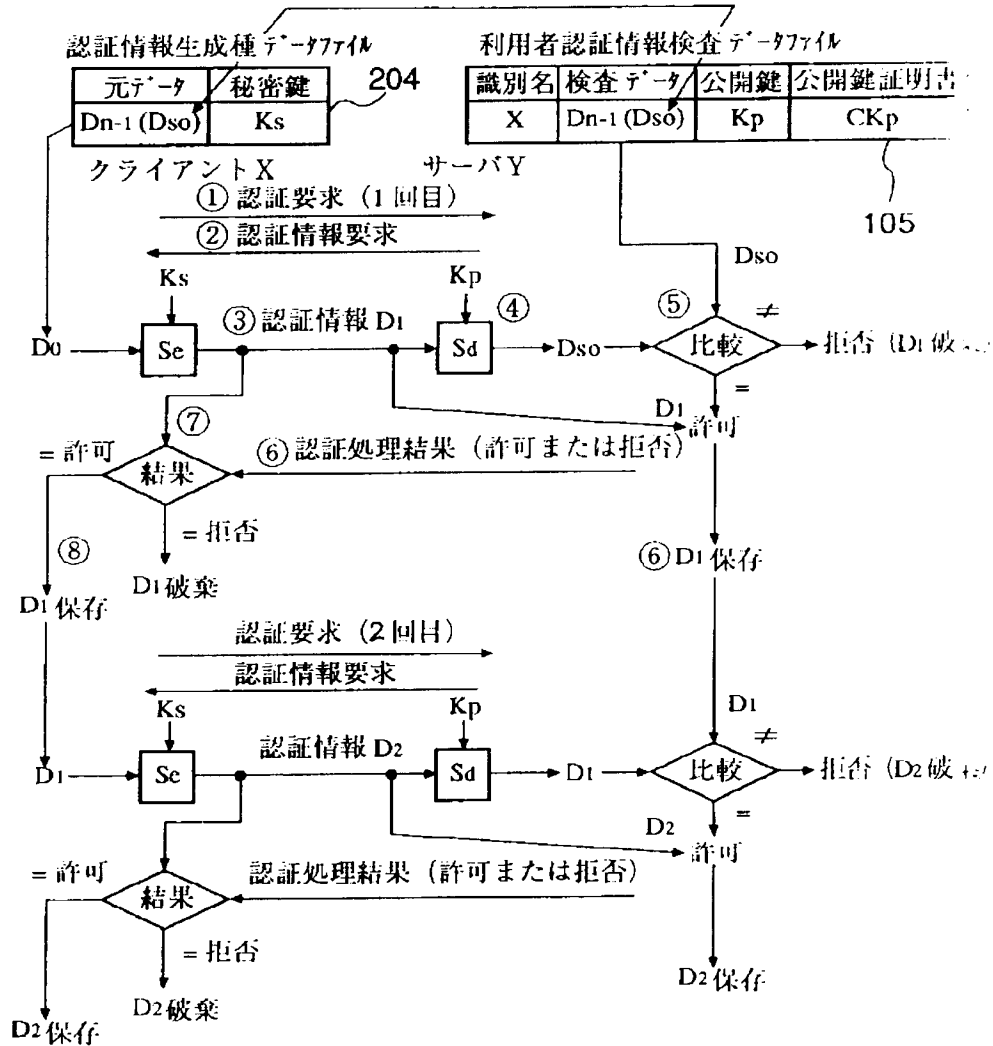 認証情報生成種データファイル
利用者認証情報検査データファイル
元データ 秘密鍵
Dn-1 (Dso) Ks
204
識別名 検査データ 公開鍵 公開鍵証明書
X Dn-1 (Dso) Kp CKp
105
クライアントX
サーバY
①認証要求 (1回目)
②認証情報要求
Dso
Ks
Kp
③認証情報 D1
④
⑤
≠
D0
Se
Sd
Dso
比較
拒否 (D1破
=
D1
許可
⑦
=許可
結果
⑥認証処理結果 (許可または拒否)
=拒否
⑧
D1破棄
⑥D1保存
D1保存
認証要求 (2回目)
認証情報要求
Ks
Kp
D1
≠
認証情報 D2
D1
Se
Sd
D1
比較
拒否 (D2破
=
D2
許可
=許可
結果
認証処理結果 (許可または拒否)
=拒否
D2破棄
D2保存
D2保存